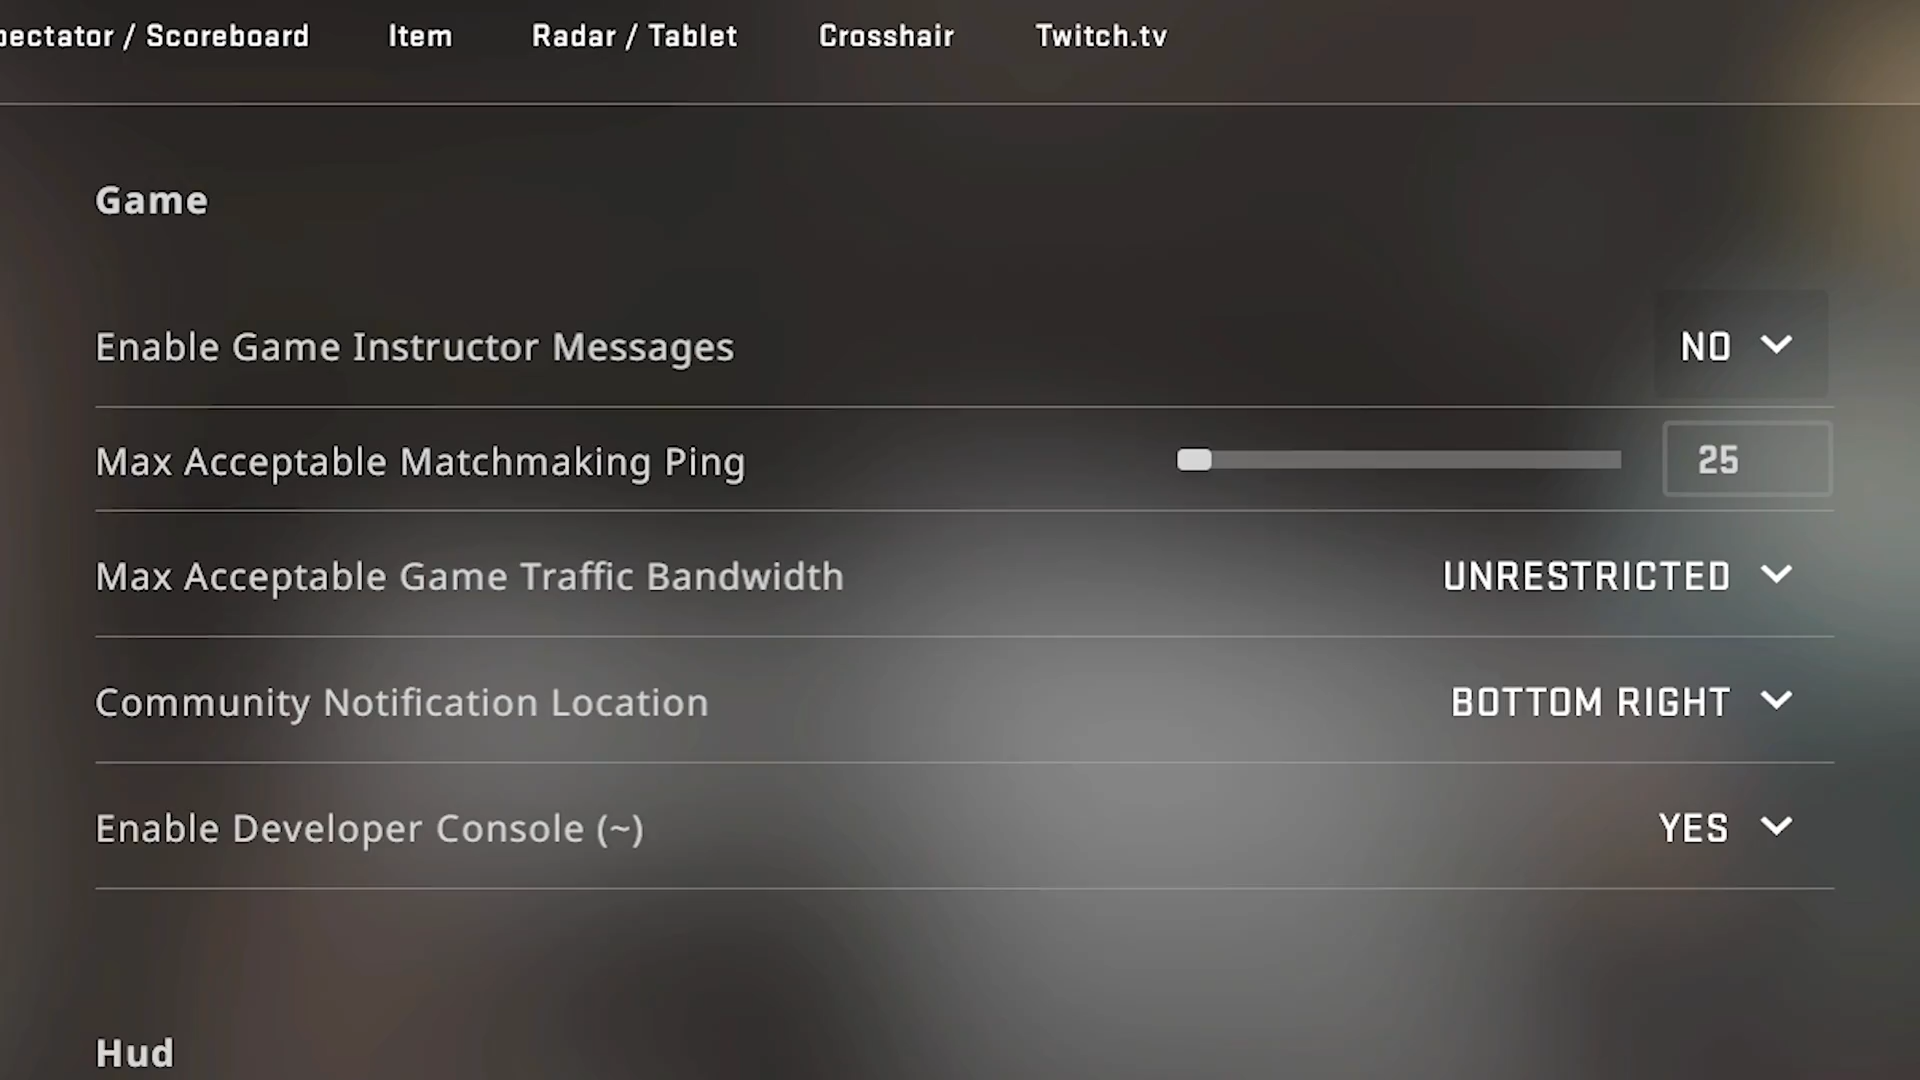 / Scoreboard Item Radar / Tablet Crosshair Twitch.tv
Game
Enable Game Instructor Messages NO
Max Acceptable Matchmaking Ping 25
Max Acceptable Game Traffic Bandwidth UNRESTRICTED
Community Notification Location BOTTOM RIGHT
Enable Developer Console (~) YES
Hud